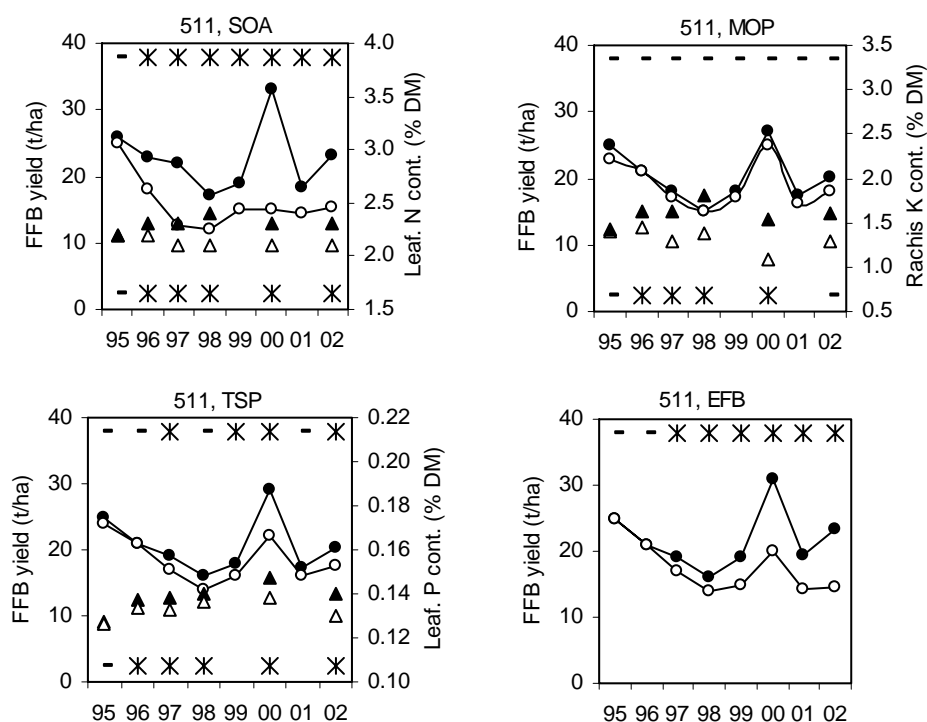 511, SOA
40
30
20
10
0
FFB yield (t/ha)
4.0
3.5
3.0
2.5
2.0
1.5
Leaf. N cont. (% DM)
95 96 97 98 99 00 01 02
511, MOP
40
30
20
10
0
FFB yield (t/ha)
3.5
3.0
2.5
2.0
1.5
1.0
0.5
Rachis K cont. (% DM)
95 96 97 98 99 00 01 02
511, TSP
40
30
20
10
0
FFB yield (t/ha)
0.22
0.20
0.18
0.16
0.14
0.12
0.10
Leaf. P cont. (% DM)
95 96 97 98 99 00 01 02
511, EFB
40
30
20
10
0
FFB yield (t/ha)
95 96 97 98 99 00 01 02